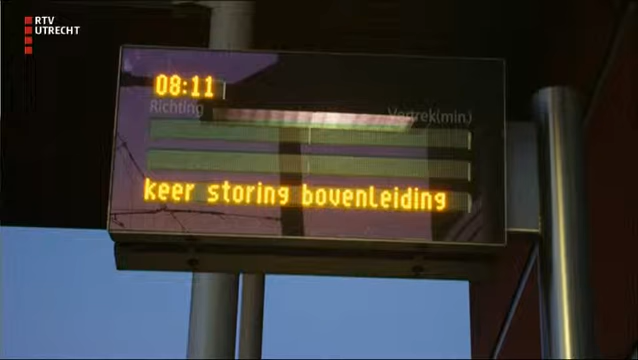 RTV
UTRECHT
08:11
Richting Vertrek(min.)
keer storing bovenleiding